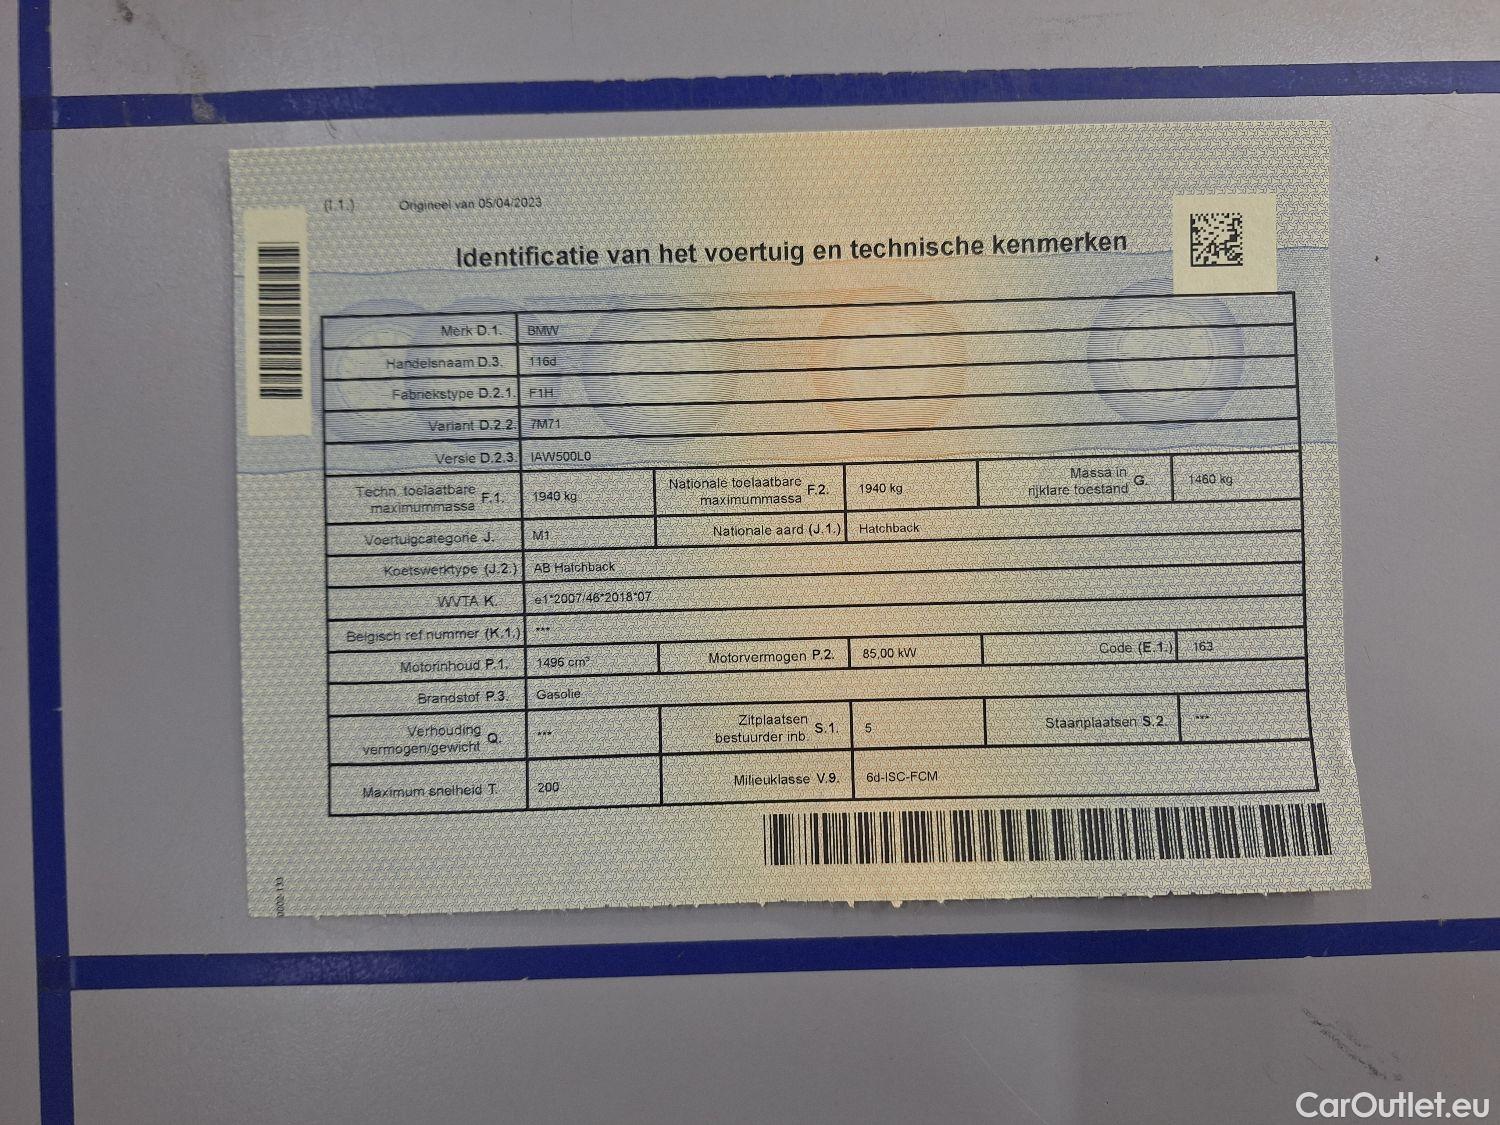 (I.1.) Origineel van 05/04/2023
Identificatie van het voertuig en technische kenmerken
Merk D.1. BMW
Handelsnaam D.3. 116d
Fabriekstype D.2.1. F1H
Variant D.2.2. 7M71
Versie D.2.3. IAW500L0
Techn. toelaatbare maximummassa F.1. 1940 kg Nationale toelaatbare maximummassa F.2. 1940 kg Massa in rijklare toestand G. 1460 kg
Voertuigcategorie J. M1 Nationale aard (J.1.) Hatchback
Koetswerktype (J.2.) AB Hatchback
WVTA K. e1*2007/46*2018*07
Belgisch ref nummer (K.1.) ***
Motorinhoud P.1. 1496 cm³ Motorvermogen P.2. 85,00 kW Code (E.1.) 163
Brandstof P.3. Gasolie
Verhouding vermogen/gewicht Q. *** Zitplaatsen bestuurder inb. S.1. 5 Staanplaatsen S.2. ***
Maximum snelheid T. 200 Milieuklasse V.9. 6d-ISC-FCM
0002-133
CarOutlet.eu